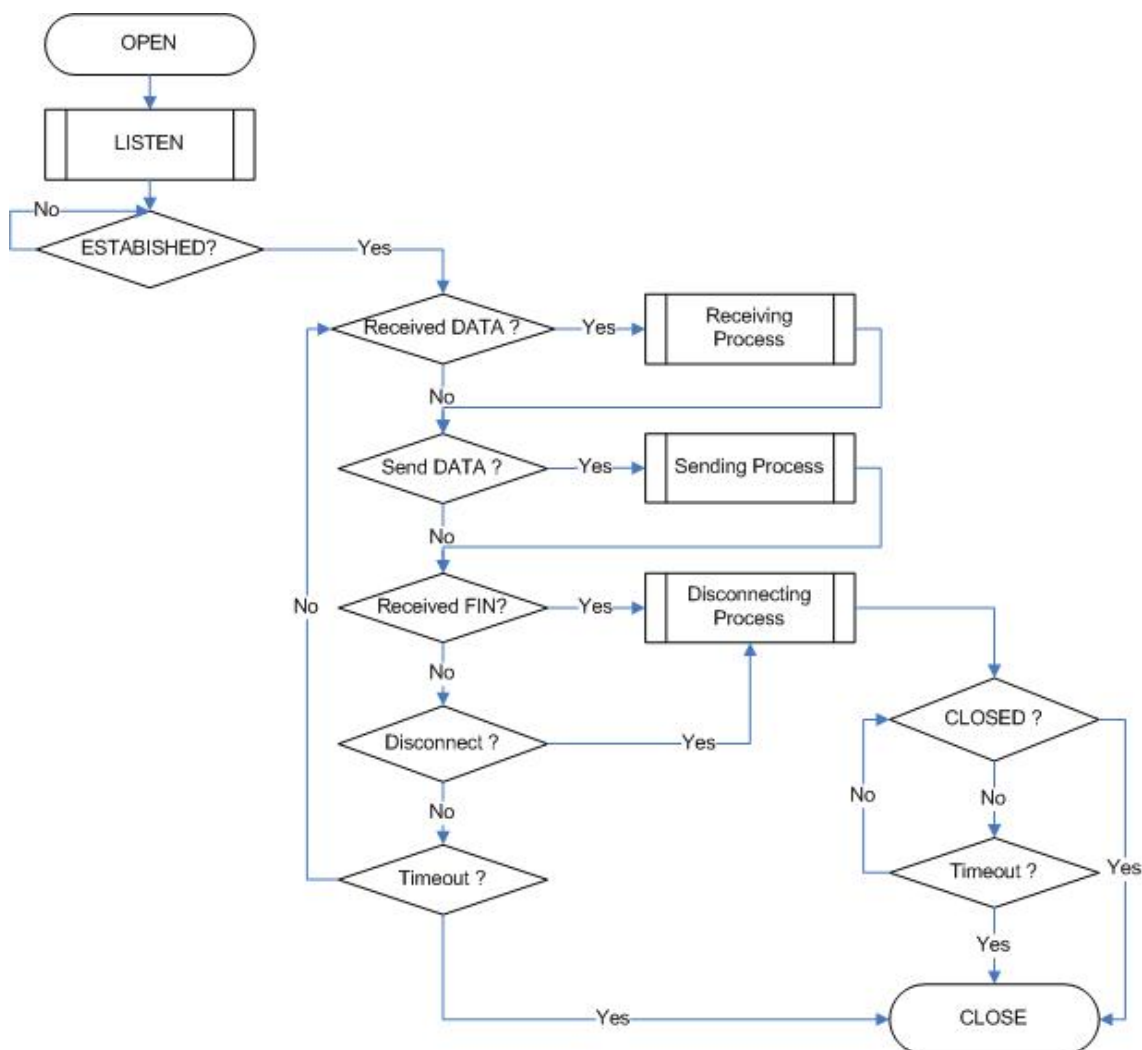 OPEN
LISTEN
No
ESTABISHED?
Yes
Received DATA ?
Yes
Receiving
Process
No
Send DATA ?
Yes
Sending Process
No
No
Received FIN?
Yes
Disconnecting
Process
No
Disconnect ?
Yes
CLOSED ?
No
No
No
Timeout ?
Timeout ?
Yes
Yes
Yes
CLOSE